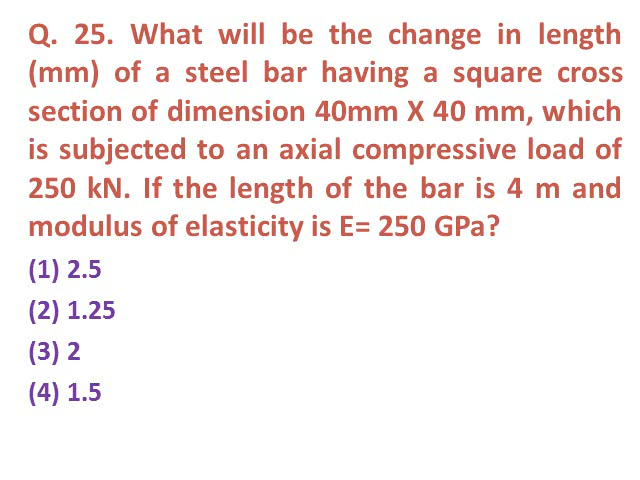 Q. 25. What will be the change in length
(mm) of a steel bar having a square cross
section of dimension 40mm X 40 mm, which
is subjected to an axial compressive load of
250 kN. If the length of the bar is 4 m and
modulus of elasticity is E= 250 GPa?
(1) 2.5
(2) 1.25
(3) 2
(4) 1.5